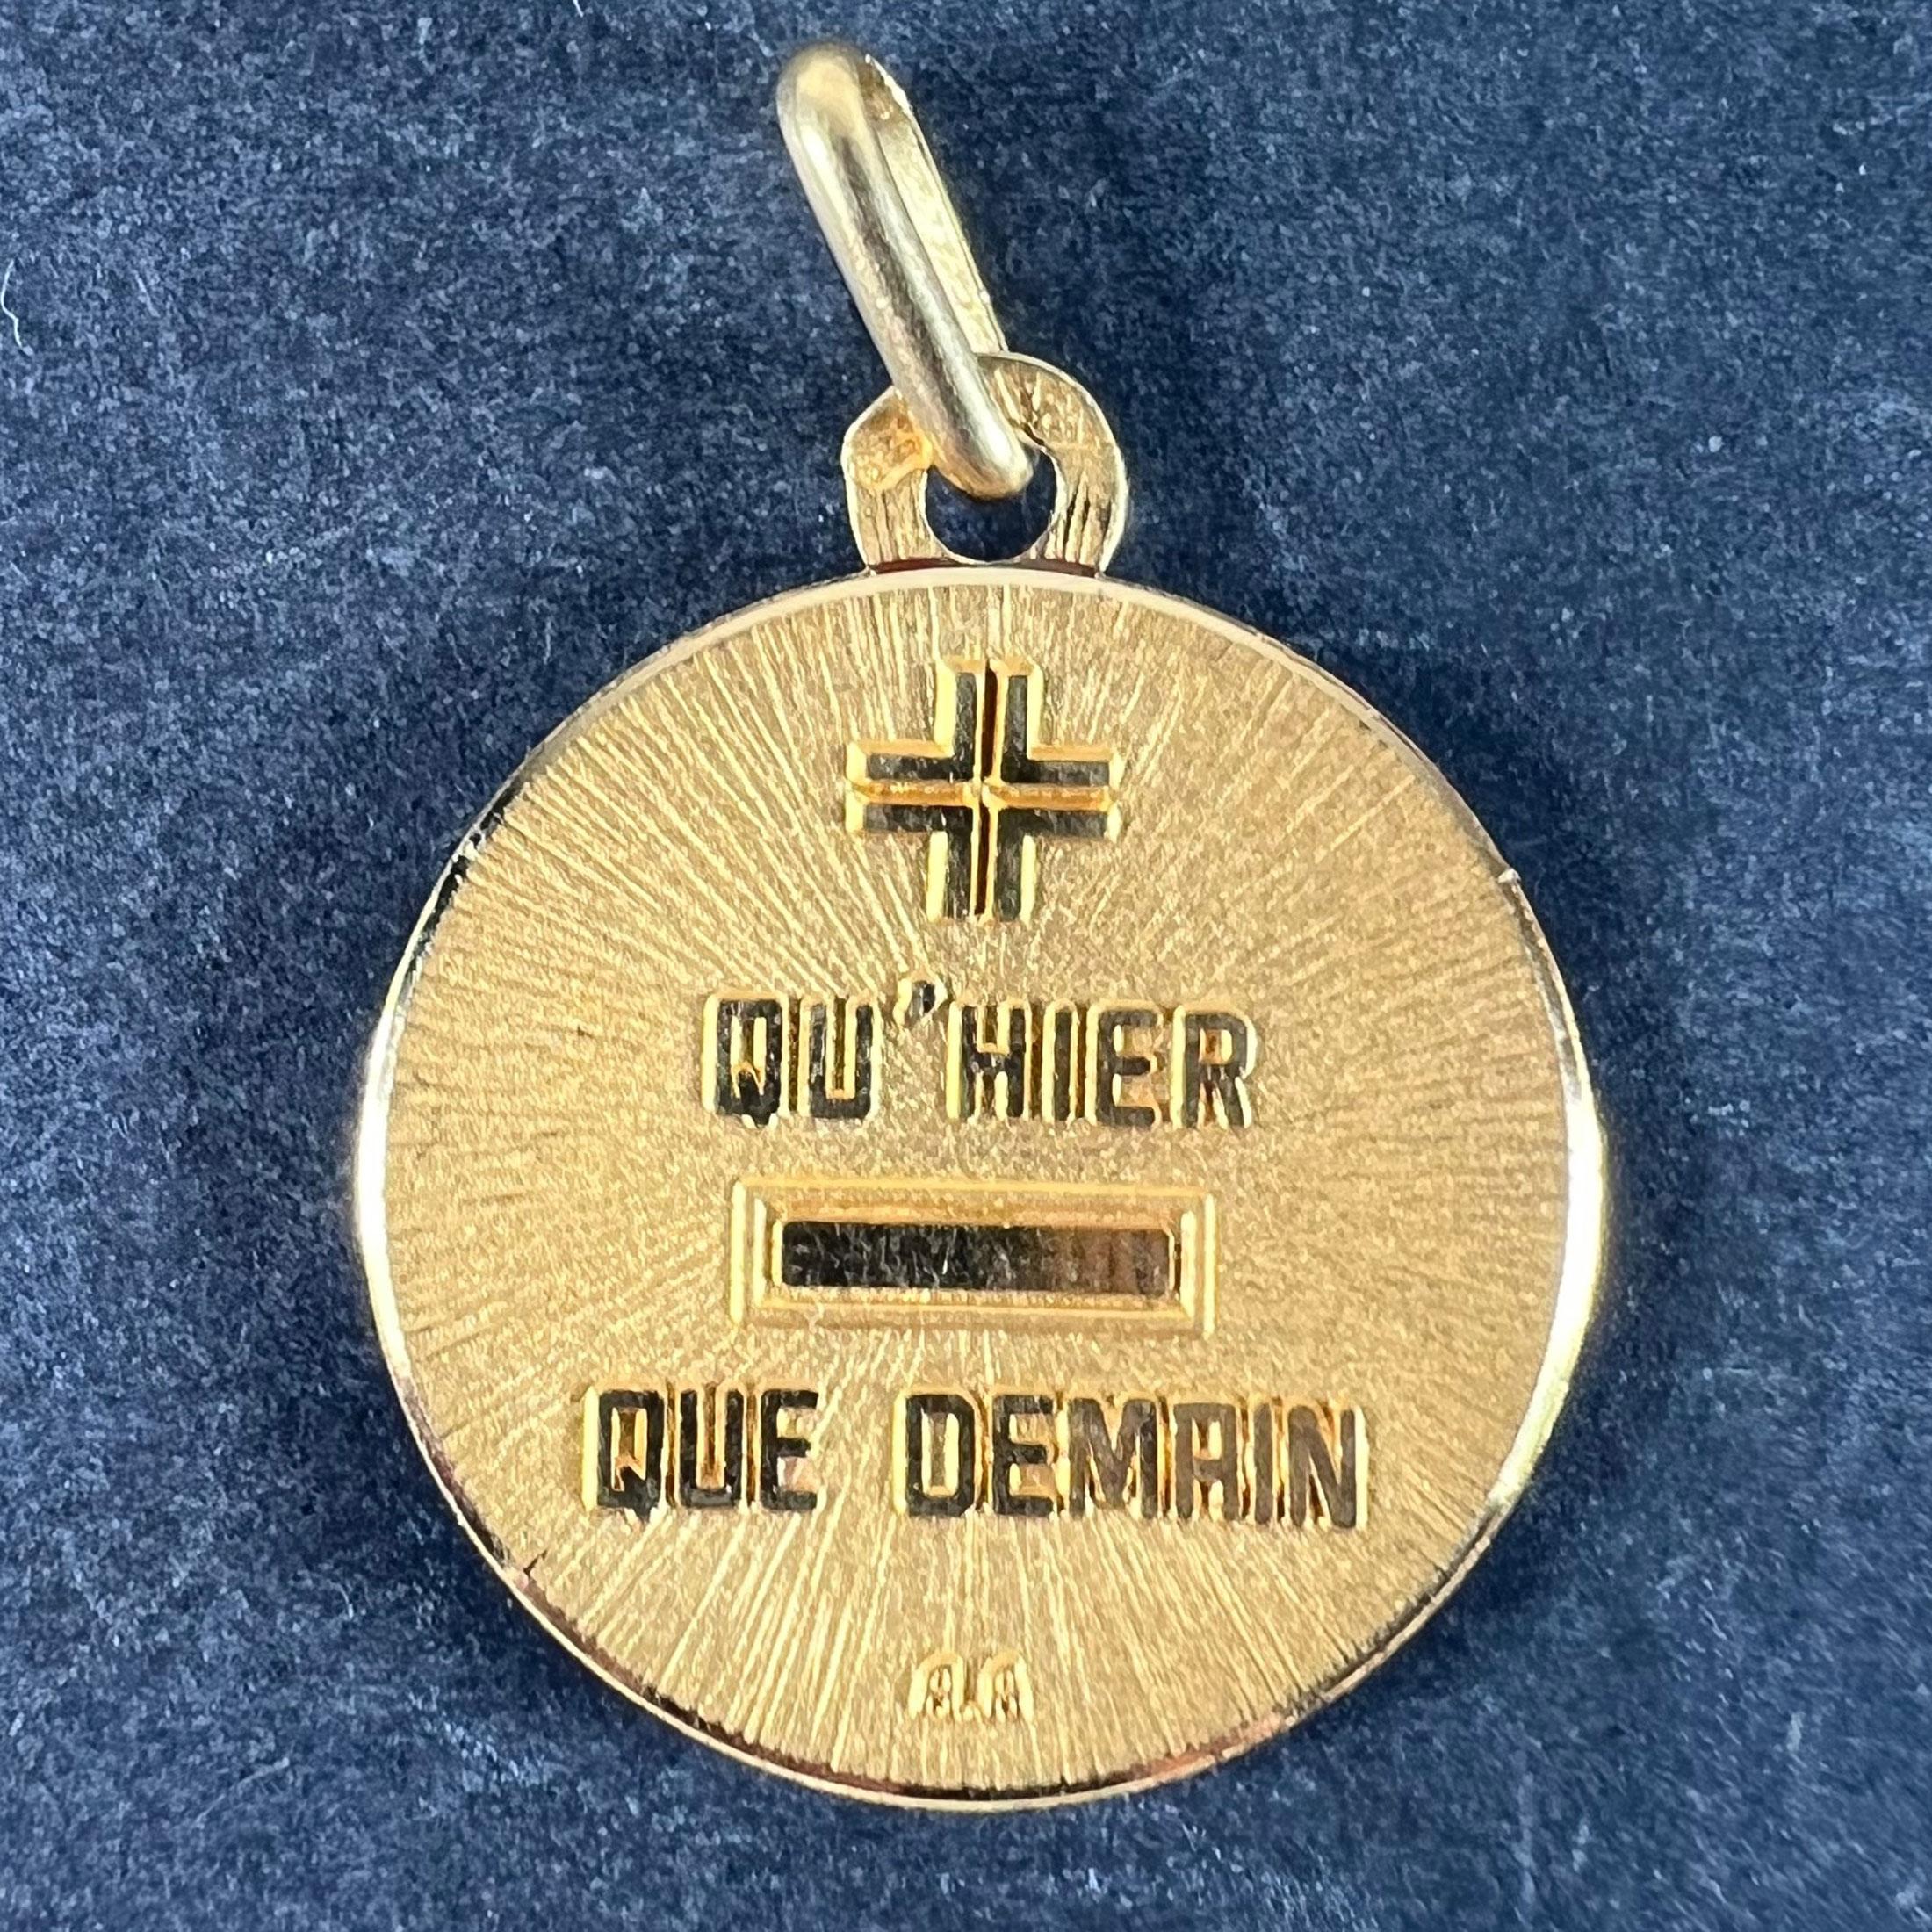 +
QU'HIER
−
QUE DEMAIN
A.A